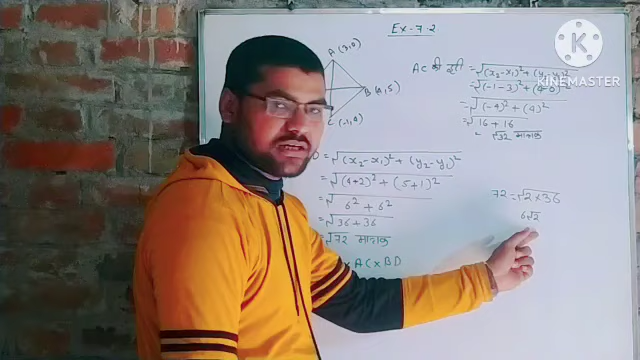 Ex-7.2
A (3,0)
B (4,5)
C (-1,4)
AC की दूरी = √(x₂-x₁)² + (y₂-y₁)²
= √(-1-3)² + (4-0)²
= √(-4)² + (4)²
= √16+16
= √32 मात्रक
= √(x₂-x₁)² + (y₂-y₁)²
= √(4+2)² + (5+1)²
= √6² + 6²
= √36+36
= √72 मात्रक
× AC × BD
72 = √2×36
6√2
KINEMASTER